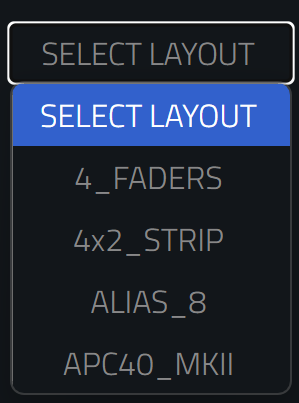 SELECT LAYOUT
SELECT LAYOUT
4_FADERS
4x2_STRIP
ALIAS_8
APC40_MKII